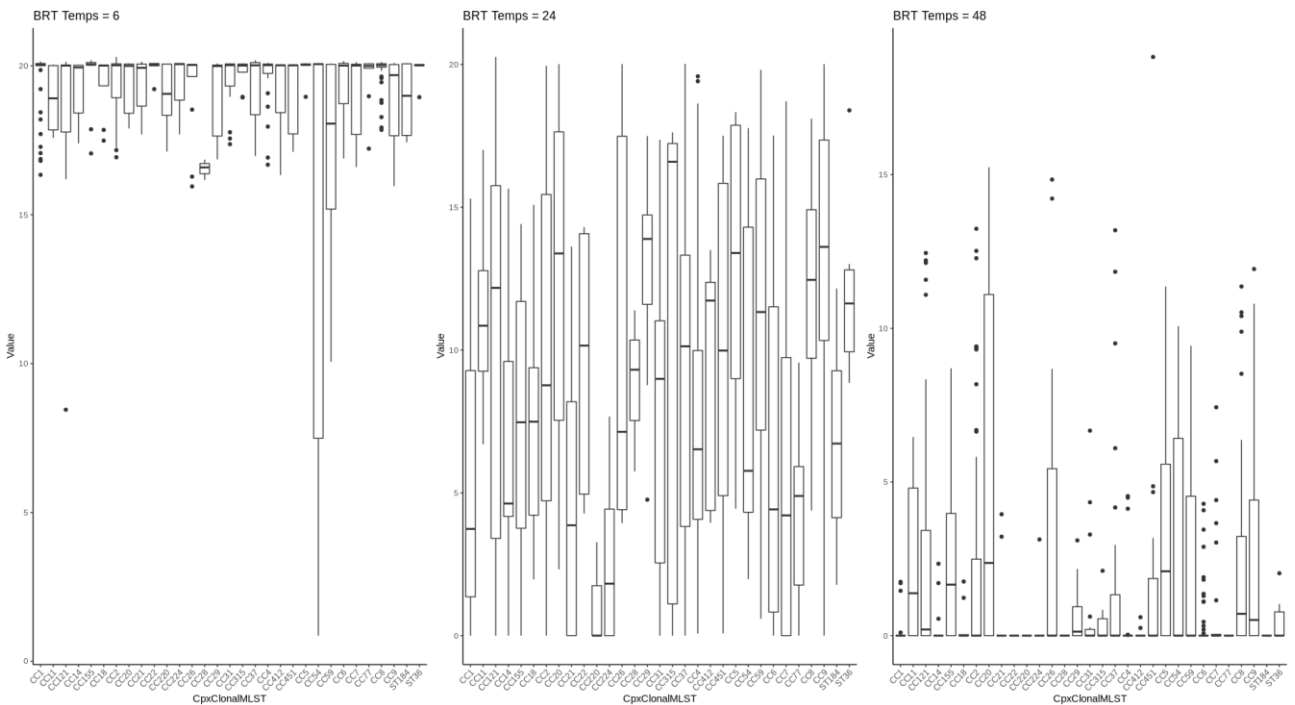 BRT Temps = 6
20
15
10
5
0
Value
CC1 CC11 CC121 CC14 CC155 CC18 CC2 CC20 CC21 CC22 CC220 CC224 CC26 CC28 CC29 CC31 CC315 CC37 CC4 CC412 CC451 CC5 CC54 CC59 CC6 CC7 CC77 CC8 CC9 ST184 ST36
CpxClonalMLST
BRT Temps = 24
20
15
10
5
0
Value
CC1 CC11 CC121 CC14 CC155 CC18 CC2 CC20 CC21 CC22 CC220 CC224 CC26 CC28 CC29 CC31 CC315 CC37 CC4 CC412 CC451 CC5 CC54 CC59 CC6 CC7 CC77 CC8 CC9 ST184 ST36
CpxClonalMLST
BRT Temps = 48
15
10
5
0
Value
CC1 CC11 CC121 CC14 CC155 CC18 CC2 CC20 CC21 CC22 CC220 CC224 CC26 CC28 CC29 CC31 CC315 CC37 CC4 CC412 CC451 CC5 CC54 CC59 CC6 CC7 CC77 CC8 CC9 ST184 ST36
CpxClonalMLST